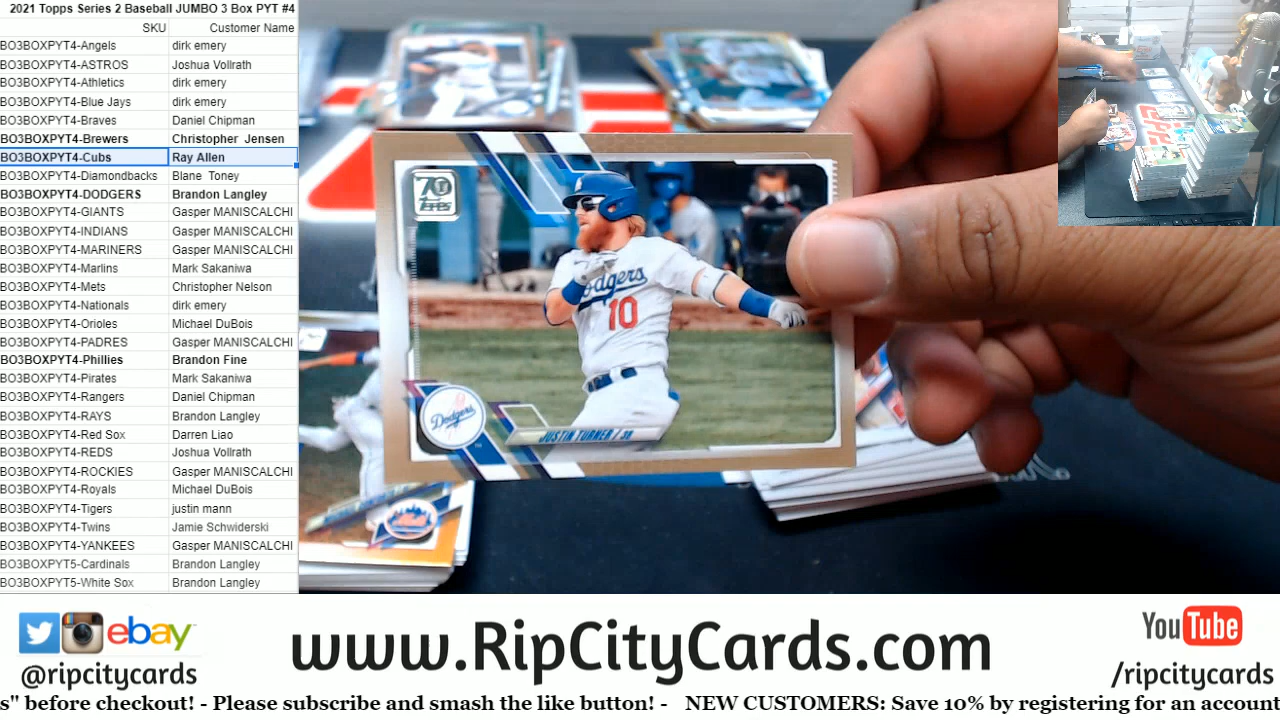 2021 Topps Series 2 Baseball JUMBO 3 Box PYT #4
SKU Customer Name
BO3BOXPYT4-Angels dirk emery
BO3BOXPYT4-ASTROS Joshua Vollrath
BO3BOXPYT4-Athletics dirk emery
BO3BOXPYT4-Blue Jays dirk emery
BO3BOXPYT4-Braves Daniel Chipman
BO3BOXPYT4-Brewers Christopher Jensen
BO3BOXPYT4-Cubs Ray Allen
BO3BOXPYT4-Diamondbacks Blane Toney
BO3BOXPYT4-DODGERS Brandon Langley
BO3BOXPYT4-GIANTS Gasper MANISCALCHI
BO3BOXPYT4-INDIANS Gasper MANISCALCHI
BO3BOXPYT4-MARINERS Gasper MANISCALCHI
BO3BOXPYT4-Marlins Mark Sakaniwa
BO3BOXPYT4-Mets Christopher Nelson
BO3BOXPYT4-Nationals dirk emery
BO3BOXPYT4-Orioles Michael DuBois
BO3BOXPYT4-PADRES Gasper MANISCALCHI
BO3BOXPYT4-Phillies Brandon Fine
BO3BOXPYT4-Pirates Mark Sakaniwa
BO3BOXPYT4-Rangers Daniel Chipman
BO3BOXPYT4-RAYS Brandon Langley
BO3BOXPYT4-Red Sox Darren Liao
BO3BOXPYT4-REDS Joshua Vollrath
BO3BOXPYT4-ROCKIES Gasper MANISCALCHI
BO3BOXPYT4-Royals Michael DuBois
BO3BOXPYT4-Tigers justin mann
BO3BOXPYT4-Twins Jamie Schwiderski
BO3BOXPYT4-YANKEES Gasper MANISCALCHI
BO3BOXPYT5-Cardinals Brandon Langley
BO3BOXPYT5-White Sox Brandon Langley
70
Topps
Dodgers
10
Dodgers
JUSTIN TURNER / 3B
Mets
ebay
@ripcitycards
www.RipCityCards.com
YouTube
/ripcitycards
s" before checkout! - Please subscribe and smash the like button! - NEW CUSTOMERS: Save 10% by registering for an account